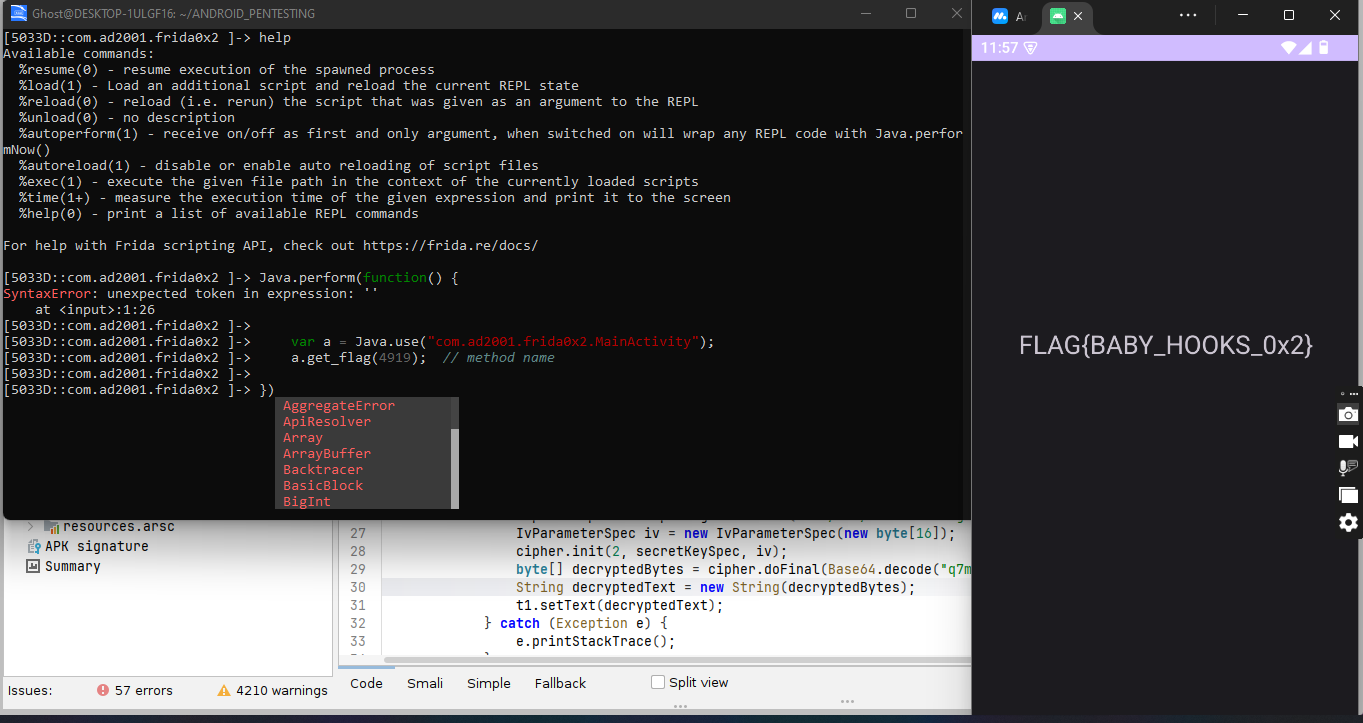 Ghost@DESKTOP-1ULGF16: ~/ANDROID_PENTESTING
[5033D::com.ad2001.frida0x2 ]-> help
Available commands:
  %resume(0) - resume execution of the spawned process
  %load(1) - Load an additional script and reload the current REPL state
  %reload(0) - reload (i.e. rerun) the script that was given as an argument to the REPL
  %unload(0) - no description
  %autoperform(1) - receive on/off as first and only argument, when switched on will wrap any REPL code with Java.perfor
mNow()
  %autoreload(1) - disable or enable auto reloading of script files
  %exec(1) - execute the given file path in the context of the currently loaded scripts
  %time(1+) - measure the execution time of the given expression and print it to the screen
  %help(0) - print a list of available REPL commands
For help with Frida scripting API, check out https://frida.re/docs/
[5033D::com.ad2001.frida0x2 ]-> Java.perform(function() {
SyntaxError: unexpected token in expression: ''
    at <input>:1:26
[5033D::com.ad2001.frida0x2 ]->
[5033D::com.ad2001.frida0x2 ]->     var a = Java.use("com.ad2001.frida0x2.MainActivity");
[5033D::com.ad2001.frida0x2 ]->     a.get_flag(4919);  // method name
[5033D::com.ad2001.frida0x2 ]->
[5033D::com.ad2001.frida0x2 ]-> })
AggregateError
ApiResolver
Array
ArrayBuffer
Backtracer
BasicBlock
BigInt
resources.arsc
APK signature
Summary
27 IvParameterSpec iv = new IvParameterSpec(new byte[16]);
28 cipher.init(2, secretKeySpec, iv);
29 byte[] decryptedBytes = cipher.doFinal(Base64.decode("q7m
30 String decryptedText = new String(decryptedBytes);
31 t1.setText(decryptedText);
32 } catch (Exception e) {
33 e.printStackTrace();
Issues: 57 errors 4210 warnings
Code Smali Simple Fallback Split view
11:57
FLAG{BABY_HOOKS_0x2}